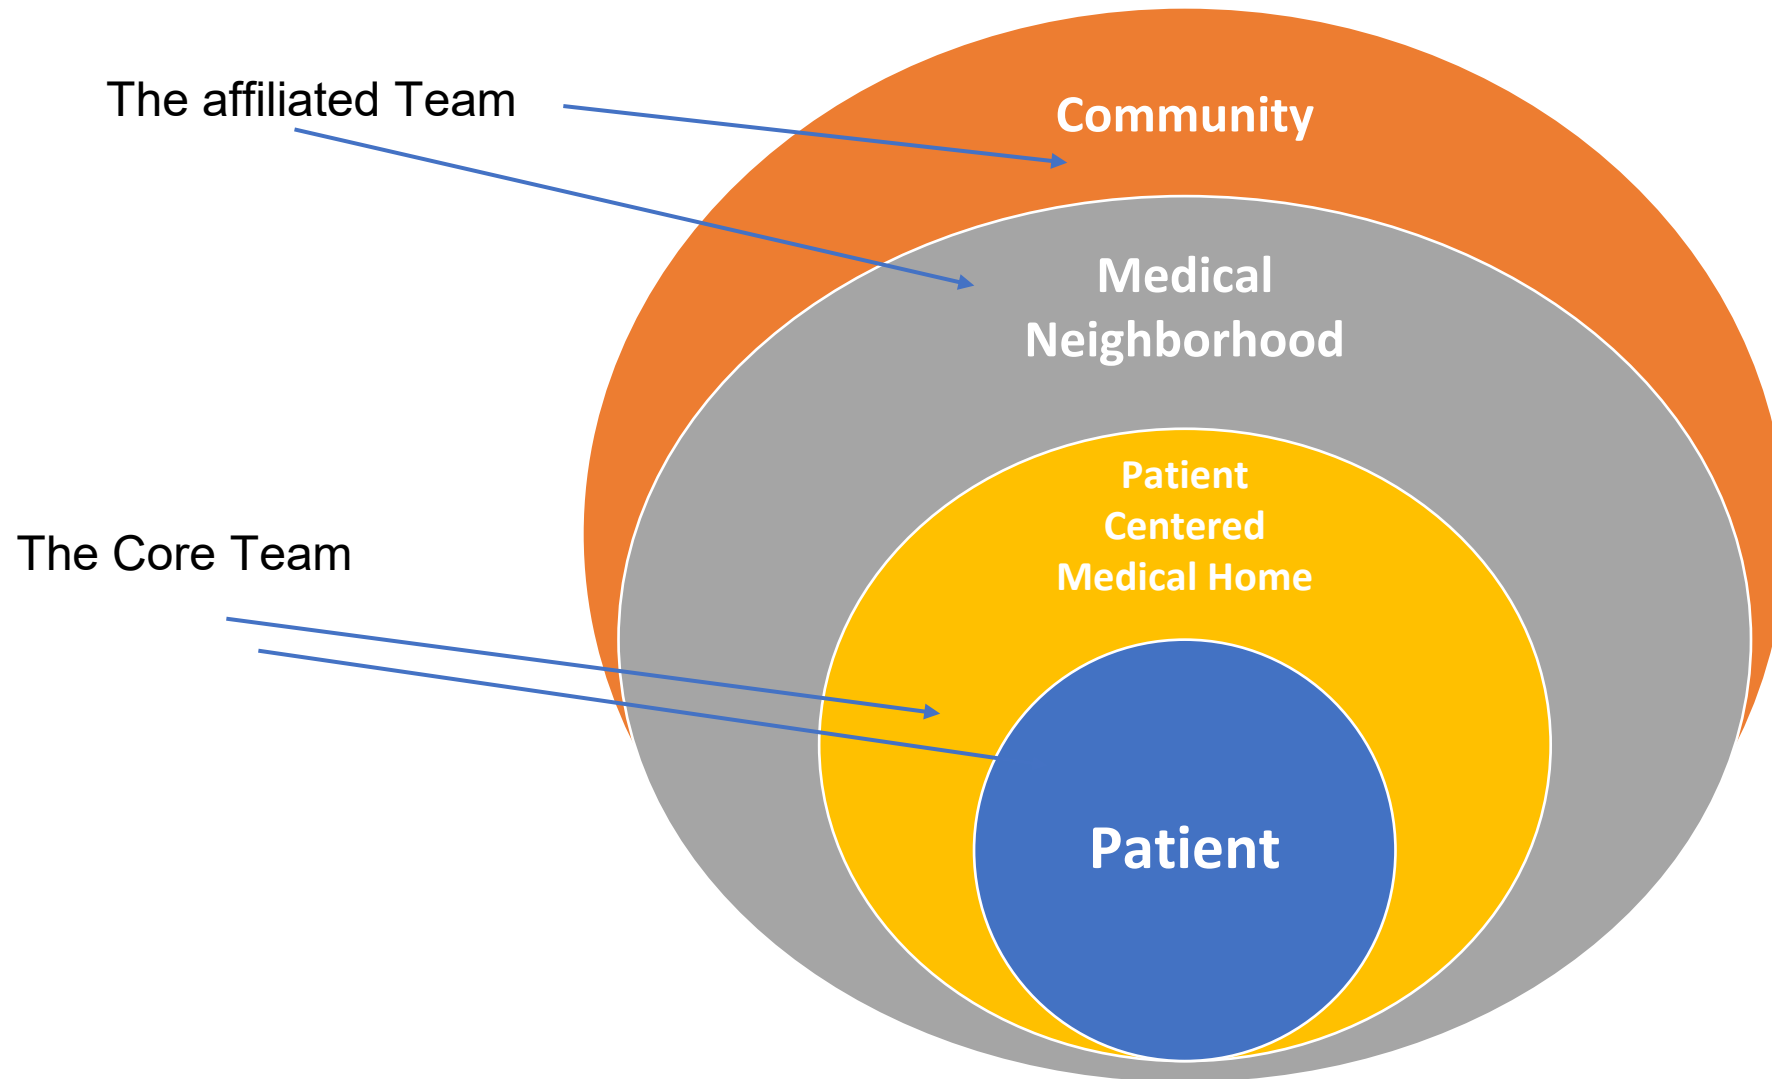 The affiliated Team
Community
Medical
Neighborhood
Patient
Centered
Medical Home
The Core Team
Patient